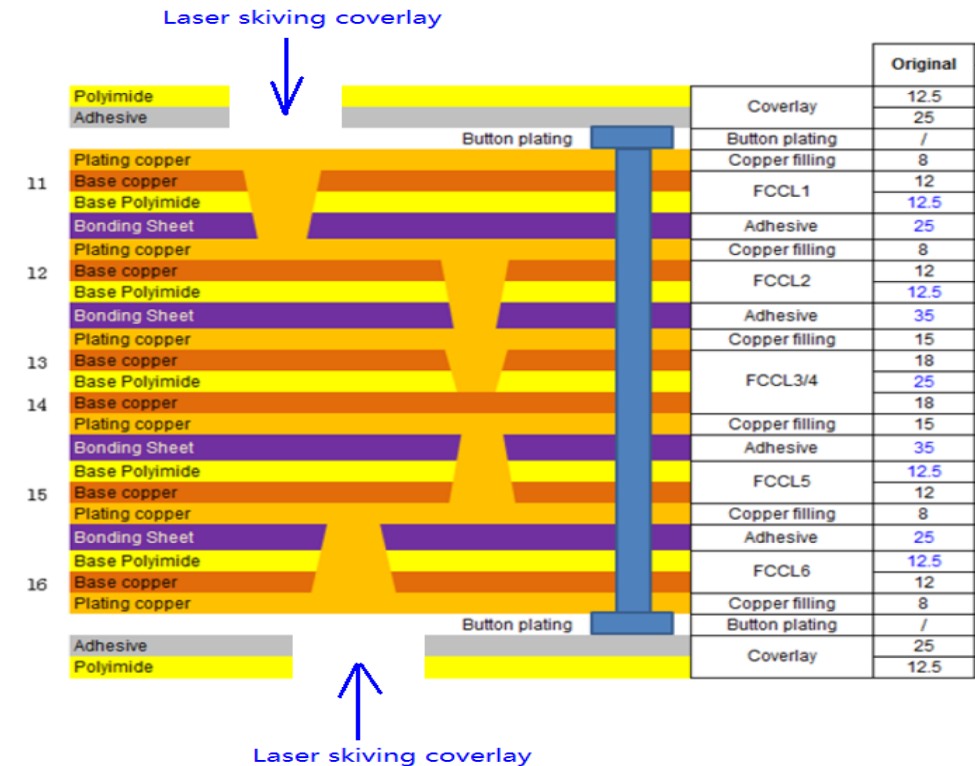 Laser skiving coverlay
Original
Polyimide Coverlay 12.5
Adhesive 25
Button plating Button plating /
Plating copper Copper filling 8
11 Base copper FCCL1 12
Base Polyimide 12.5
Bonding Sheet Adhesive 25
Plating copper Copper filling 8
12 Base copper FCCL2 12
Base Polyimide 12.5
Bonding Sheet Adhesive 35
Plating copper Copper filling 15
13 Base copper 18
Base Polyimide FCCL3/4 25
14 Base copper 18
Plating copper Copper filling 15
Bonding Sheet Adhesive 35
Base Polyimide FCCL5 12.5
15 Base copper 12
Plating copper Copper filling 8
Bonding Sheet Adhesive 25
Base Polyimide FCCL6 12.5
16 Base copper 12
Plating copper Copper filling 8
Button plating Button plating /
Adhesive Coverlay 25
Polyimide 12.5
Laser skiving coverlay